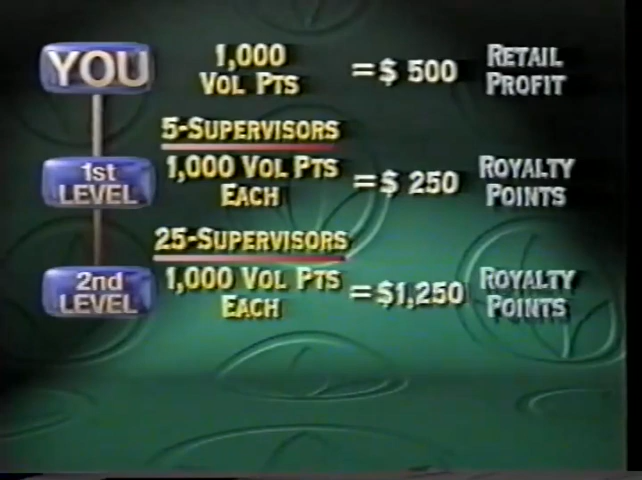 YOU
1,000
VOL PTS
= $ 500
RETAIL
PROFIT
5-SUPERVISORS
1st
LEVEL
1,000 VOL PTS
EACH
= $ 250
ROYALTY
POINTS
25-SUPERVISORS
2nd
LEVEL
1,000 VOL PTS
EACH
= $1,250
ROYALTY
POINTS